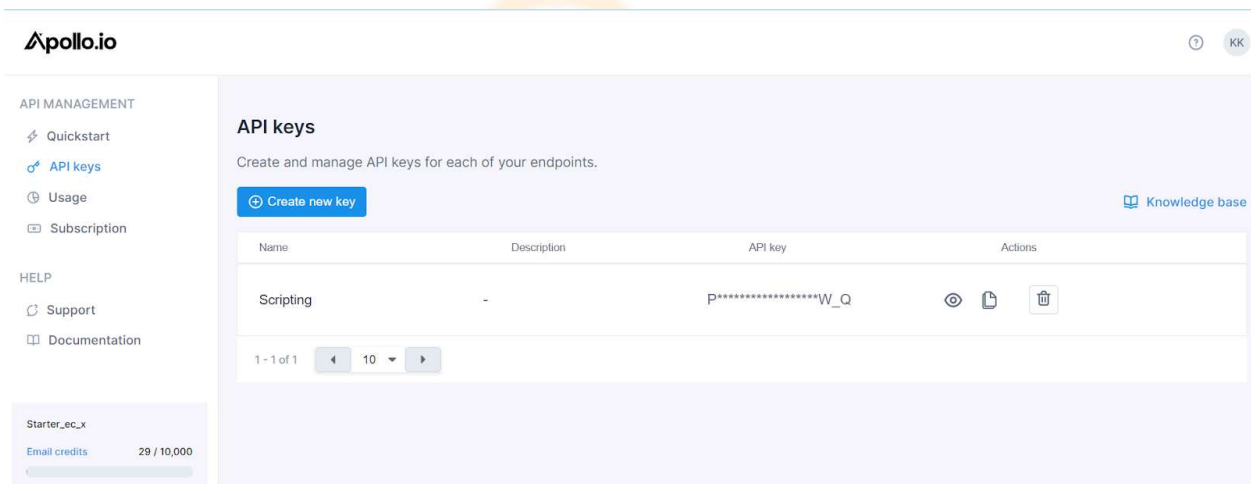 Apollo.io
KK
API MANAGEMENT
Quickstart
API keys
Usage
Subscription
HELP
Support
Documentation
Starter_ec_x
Email credits 29 / 10,000
API keys
Create and manage API keys for each of your endpoints.
Create new key
Knowledge base
Name Description API key Actions
Scripting - P******************W_Q
1 - 1 of 1 10